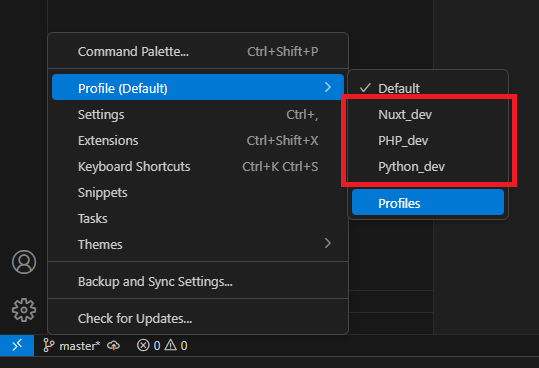 Command Palette... Ctrl+Shift+P
Profile (Default)
Default
Settings Ctrl+,
Nuxt_dev
Extensions Ctrl+Shift+X
PHP_dev
Keyboard Shortcuts Ctrl+K Ctrl+S
Python_dev
Snippets
Profiles
Tasks
Themes
Backup and Sync Settings...
Check for Updates...
master* 0 0